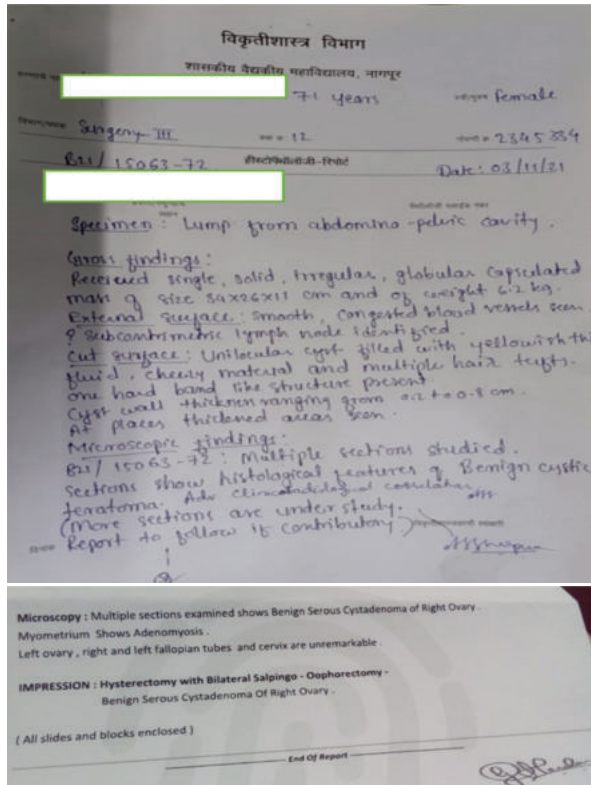 विकृतीशास्त्र विभाग
शासकीय वैद्यकीय महाविद्यालय, नागपूर
71 years
female
Surgery III
12
2345334
B21/15063-72
हीस्टोपॅथॉलॉजी-रिपोर्ट
Date: 03/11/21
Specimen : Lump from abdomino-pelvic cavity .
Gross findings :
Received single, solid, irregular, globular capsulated
mass of size 34x26x11 cm and of weight 6.2 kg.
External surface : smooth, congested blood vessels seen
? subcentimetric lymph node identified .
Cut surface : Unilocular cyst filled with yellowish
fluid, cheesy material and multiple hair tufts.
one hard band like structure present
Cyst wall thickness ranging from 0.2 to 0.8 cm .
At places thickened areas seen .
Microscopic findings :
B21/15063-72 : Multiple sections studied.
sections show histological features of Benign cystic
teratoma. Adv
(More sections are under study.
Report to follow if contributory)
Microscopy : Multiple sections examined shows Benign Serous Cystadenoma of Right Ovary .
Myometrium Shows Adenomyosis .
Left ovary , right and left fallopian tubes and cervix are unremarkable .
IMPRESSION : Hysterectomy with Bilateral Salpingo - Oophorectomy -
Benign Serous Cystadenoma Of Right Ovary .
( All slides and blocks enclosed )
End Of Report